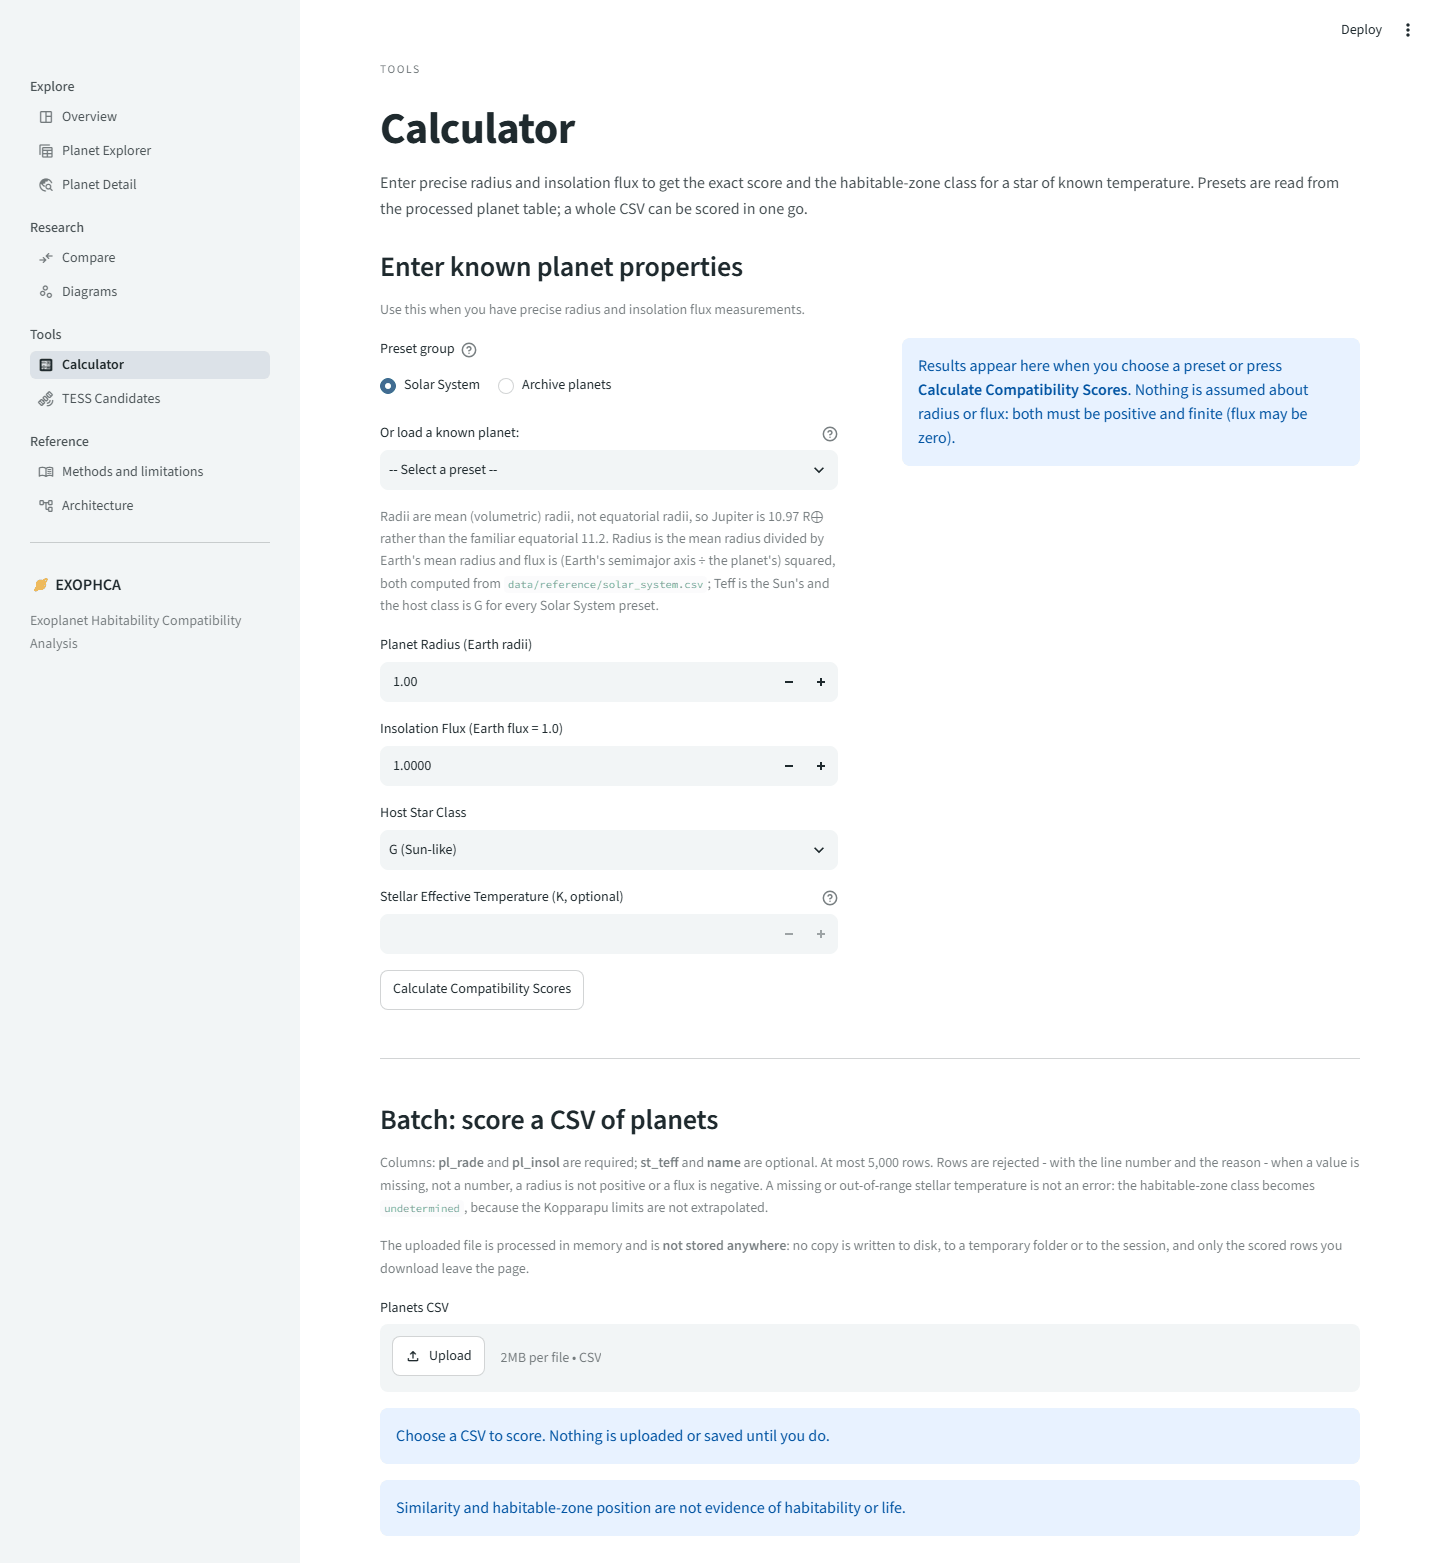 Deploy
Explore
Overview
Planet Explorer
Planet Detail
Research
Compare
Diagrams
Tools
Calculator
TESS Candidates
Reference
Methods and limitations
Architecture
EXOPHCA
Exoplanet Habitability Compatibility
Analysis
TOOLS
Calculator
Enter precise radius and insolation flux to get the exact score and the habitable-zone class for a star of known temperature. Presets are read from
the processed planet table; a whole CSV can be scored in one go.
Enter known planet properties
Use this when you have precise radius and insolation flux measurements.
Preset group
Solar System
Archive planets
Or load a known planet:
-- Select a preset --
Radii are mean (volumetric) radii, not equatorial radii, so Jupiter is 10.97 R⊕
rather than the familiar equatorial 11.2. Radius is the mean radius divided by
Earth's mean radius and flux is (Earth's semimajor axis ÷ the planet's) squared,
both computed from data/reference/solar_system.csv ; Teff is the Sun's and
the host class is G for every Solar System preset.
Planet Radius (Earth radii)
1.00
Insolation Flux (Earth flux = 1.0)
1.0000
Host Star Class
G (Sun-like)
Stellar Effective Temperature (K, optional)
Calculate Compatibility Scores
Results appear here when you choose a preset or press
Calculate Compatibility Scores. Nothing is assumed about
radius or flux: both must be positive and finite (flux may be
zero).
Batch: score a CSV of planets
Columns: pl_rade and pl_insol are required; st_teff and name are optional. At most 5,000 rows. Rows are rejected - with the line number and the reason - when a value is
missing, not a number, a radius is not positive or a flux is negative. A missing or out-of-range stellar temperature is not an error: the habitable-zone class becomes
undetermined , because the Kopparapu limits are not extrapolated.
The uploaded file is processed in memory and is not stored anywhere: no copy is written to disk, to a temporary folder or to the session, and only the scored rows you
download leave the page.
Planets CSV
Upload
2MB per file • CSV
Choose a CSV to score. Nothing is uploaded or saved until you do.
Similarity and habitable-zone position are not evidence of habitability or life.